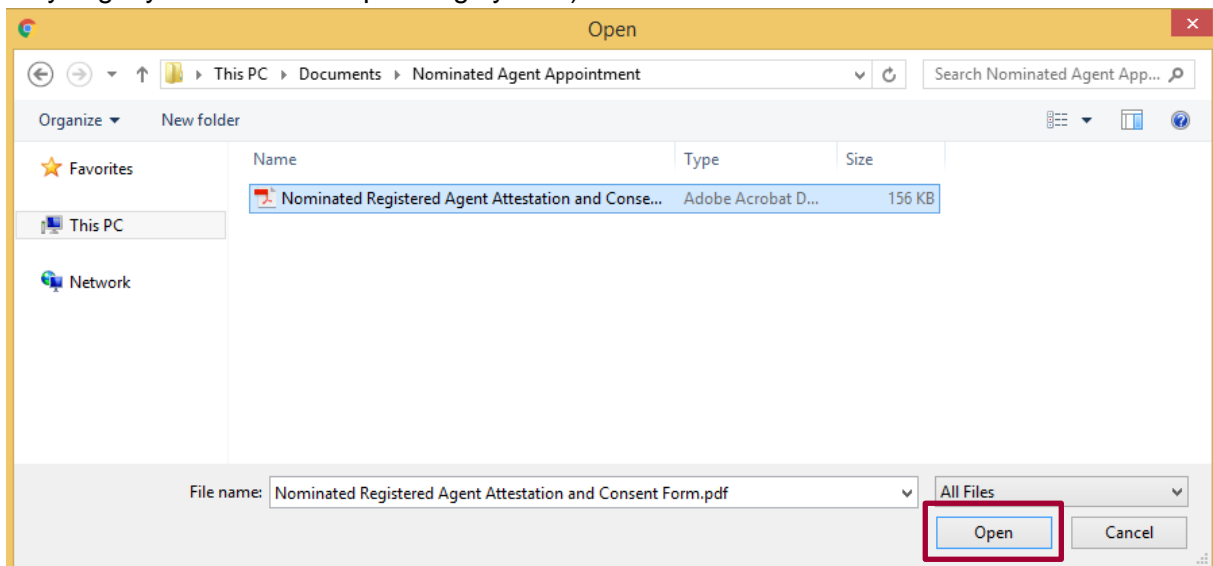 Open
This PC Documents Nominated Agent Appointment Search Nominated Agent App...
Organize New folder
Name Type Size
Favorites
Nominated Registered Agent Attestation and Conse... Adobe Acrobat D... 156 KB
This PC
Network
File name: Nominated Registered Agent Attestation and Consent Form.pdf All Files
Open Cancel